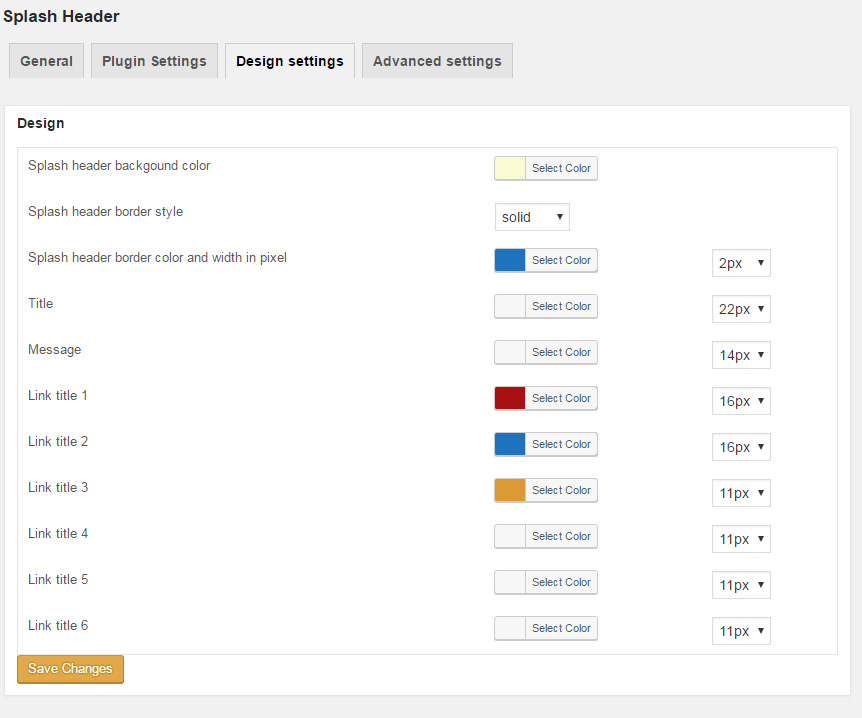 Splash Header
General Plugin Settings Design settings Advanced settings
Design
Splash header backgound color Select Color
Splash header border style solid
Splash header border color and width in pixel Select Color 2px
Title Select Color 22px
Message Select Color 14px
Link title 1 Select Color 16px
Link title 2 Select Color 16px
Link title 3 Select Color 11px
Link title 4 Select Color 11px
Link title 5 Select Color 11px
Link title 6 Select Color 11px
Save Changes